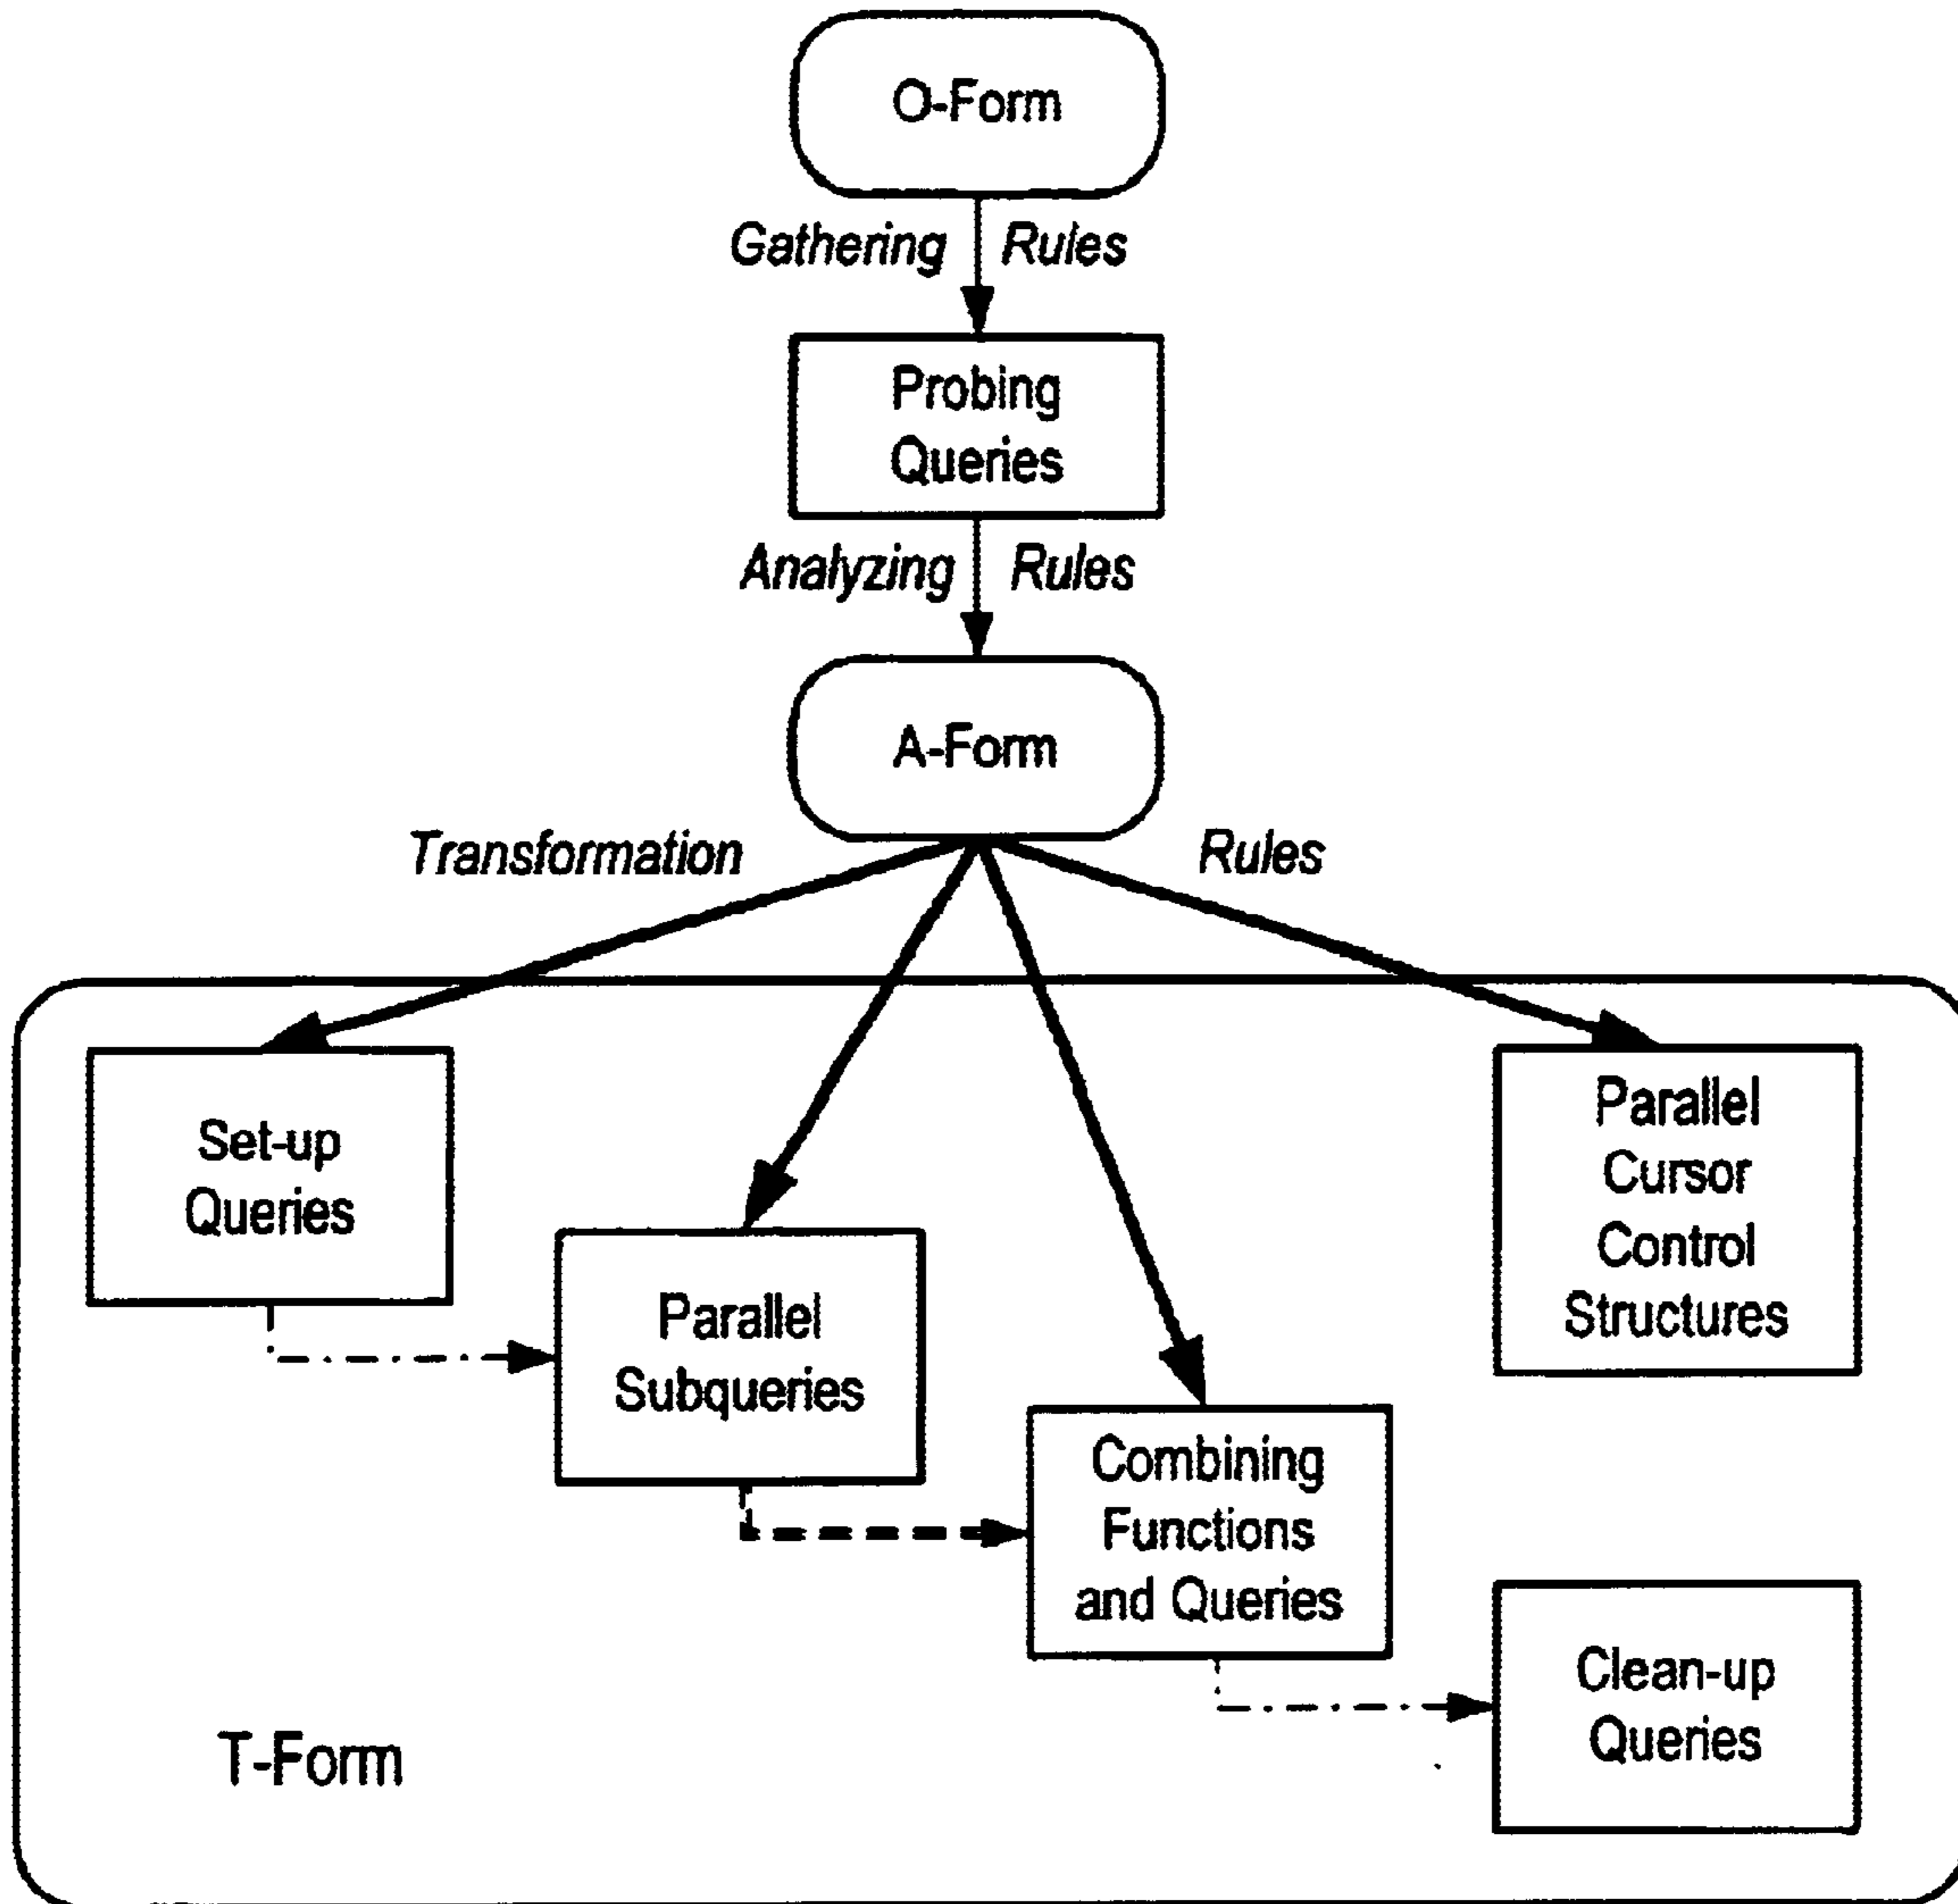 O-Form
Gathering Rules
Probing
Queries
Analyzing Rules
A-Form
Transformation Rules
Set-up
Queries
Parallel
Subqueries
Combining
Functions
and Queries
Parallel
Cursor
Control
Structures
Clean-up
Queries
T-Form